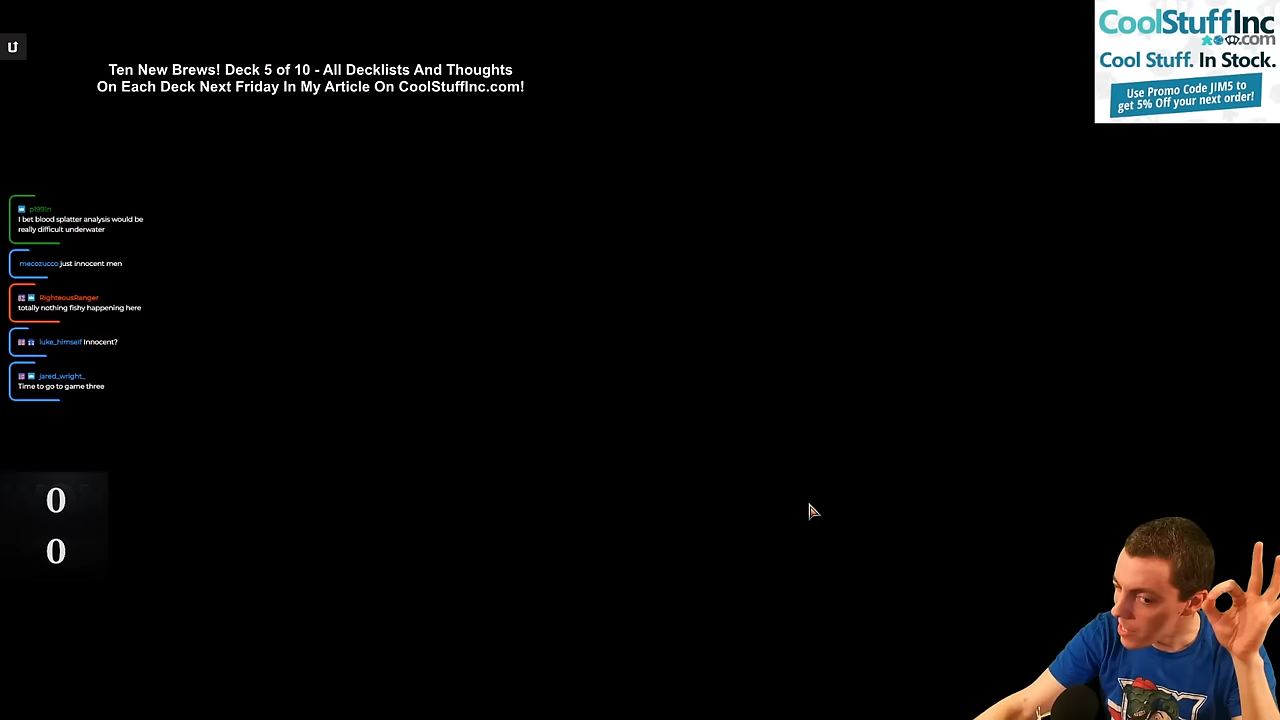 CoolStuffInc
.com
Cool Stuff. In Stock.
Use Promo Code JIM5 to
get 5% Off your next order!
Ten New Brews! Deck 5 of 10 - All Decklists And Thoughts
On Each Deck Next Friday In My Article On CoolStuffInc.com!
p1991n
I bet blood splatter analysis would be
really difficult underwater
mecozucco just innocent men
RighteousRanger
totally nothing fishy happening here
luke_himself Innocent?
jared_wright_
Time to go to game three
0
0